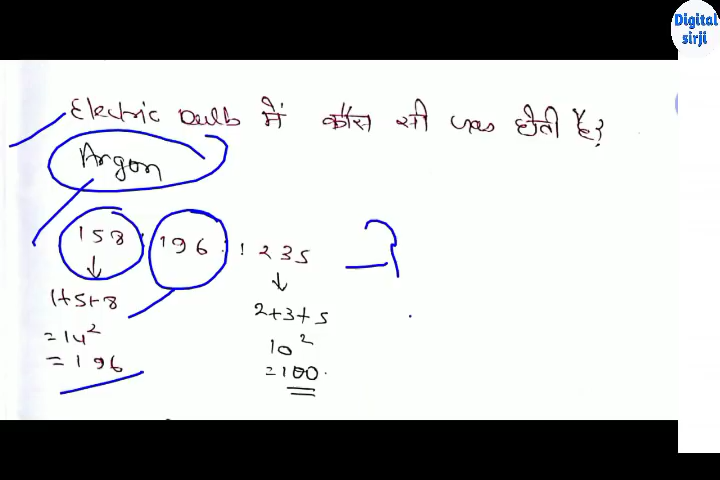 Digital
sirji
Electric Bulb में कौन सी gas होती है?
Argon
158 : 196 : 235 ?
1+5+8
2+3+5
= 14²
10²
= 196
= 100